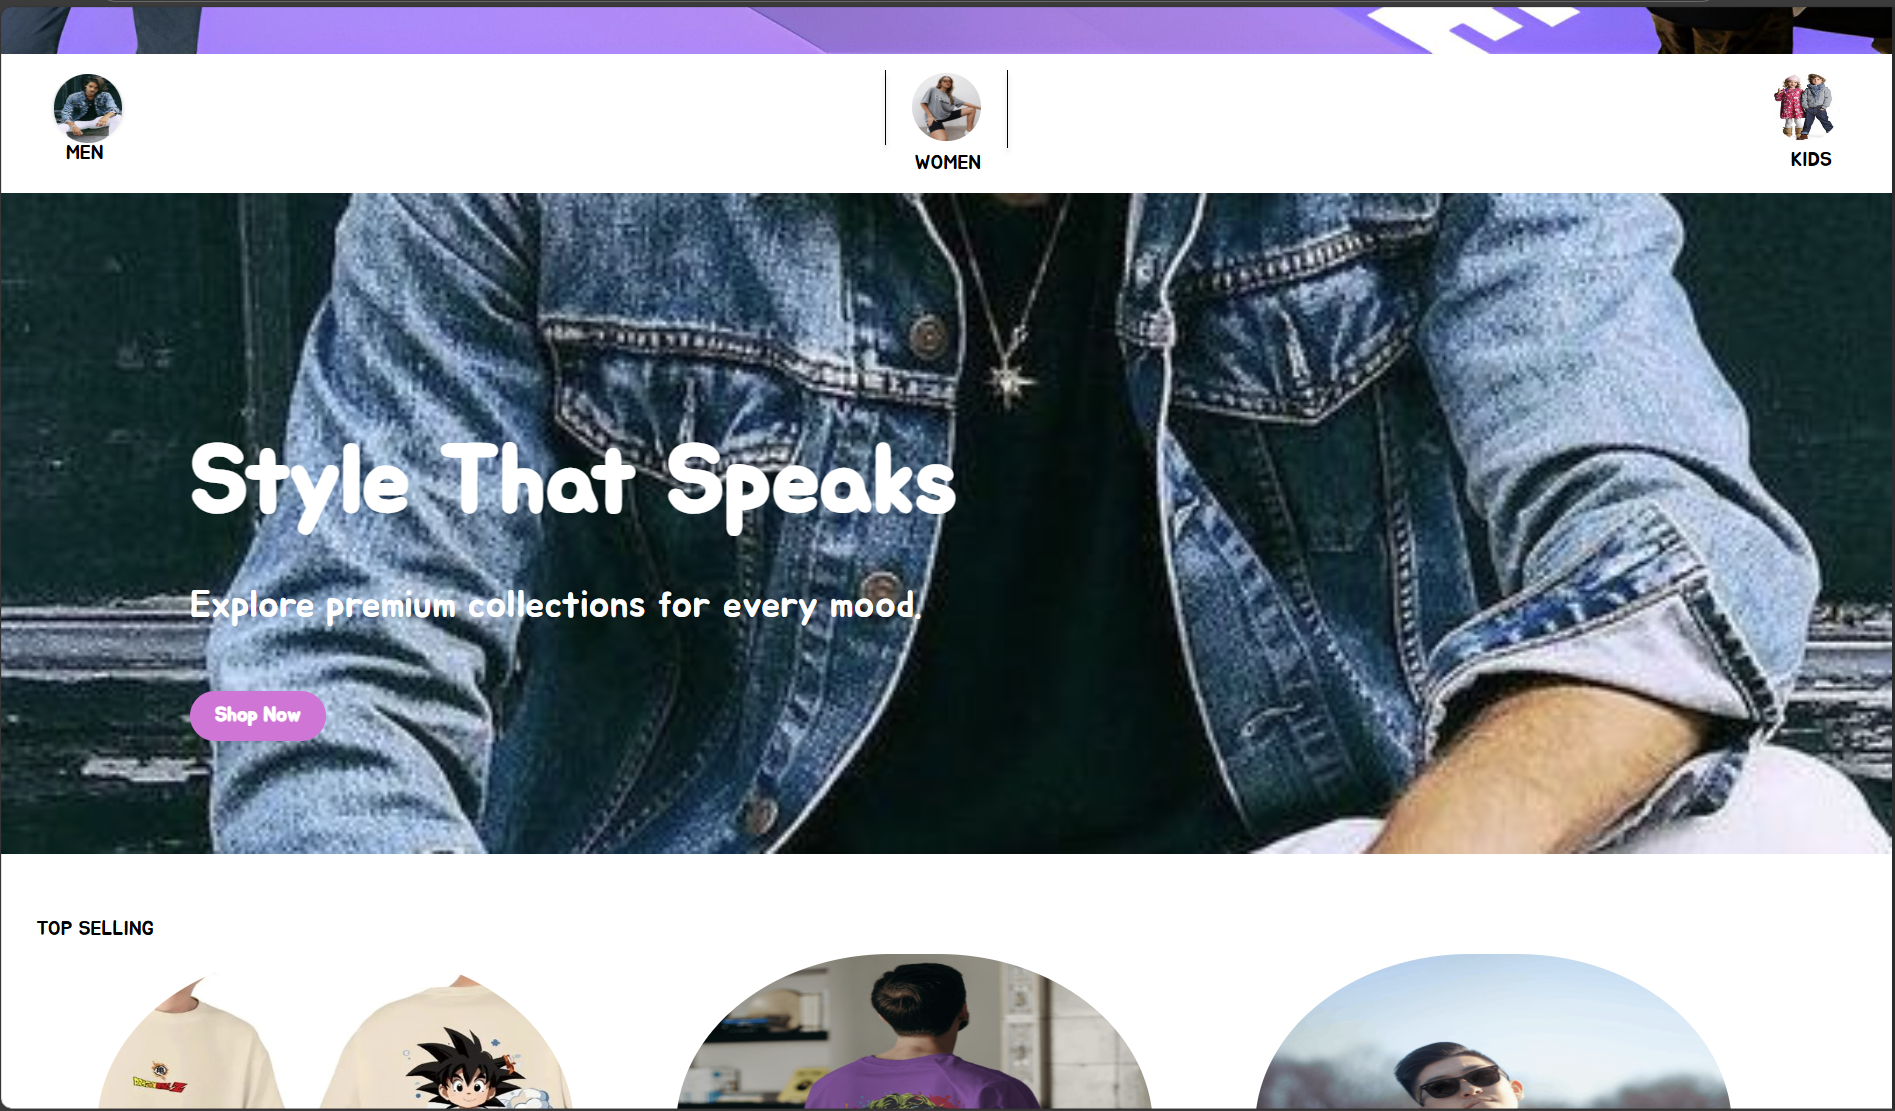 MEN
WOMEN
KIDS
Style That Speaks
Explore premium collections for every mood.
Shop Now
TOP SELLING